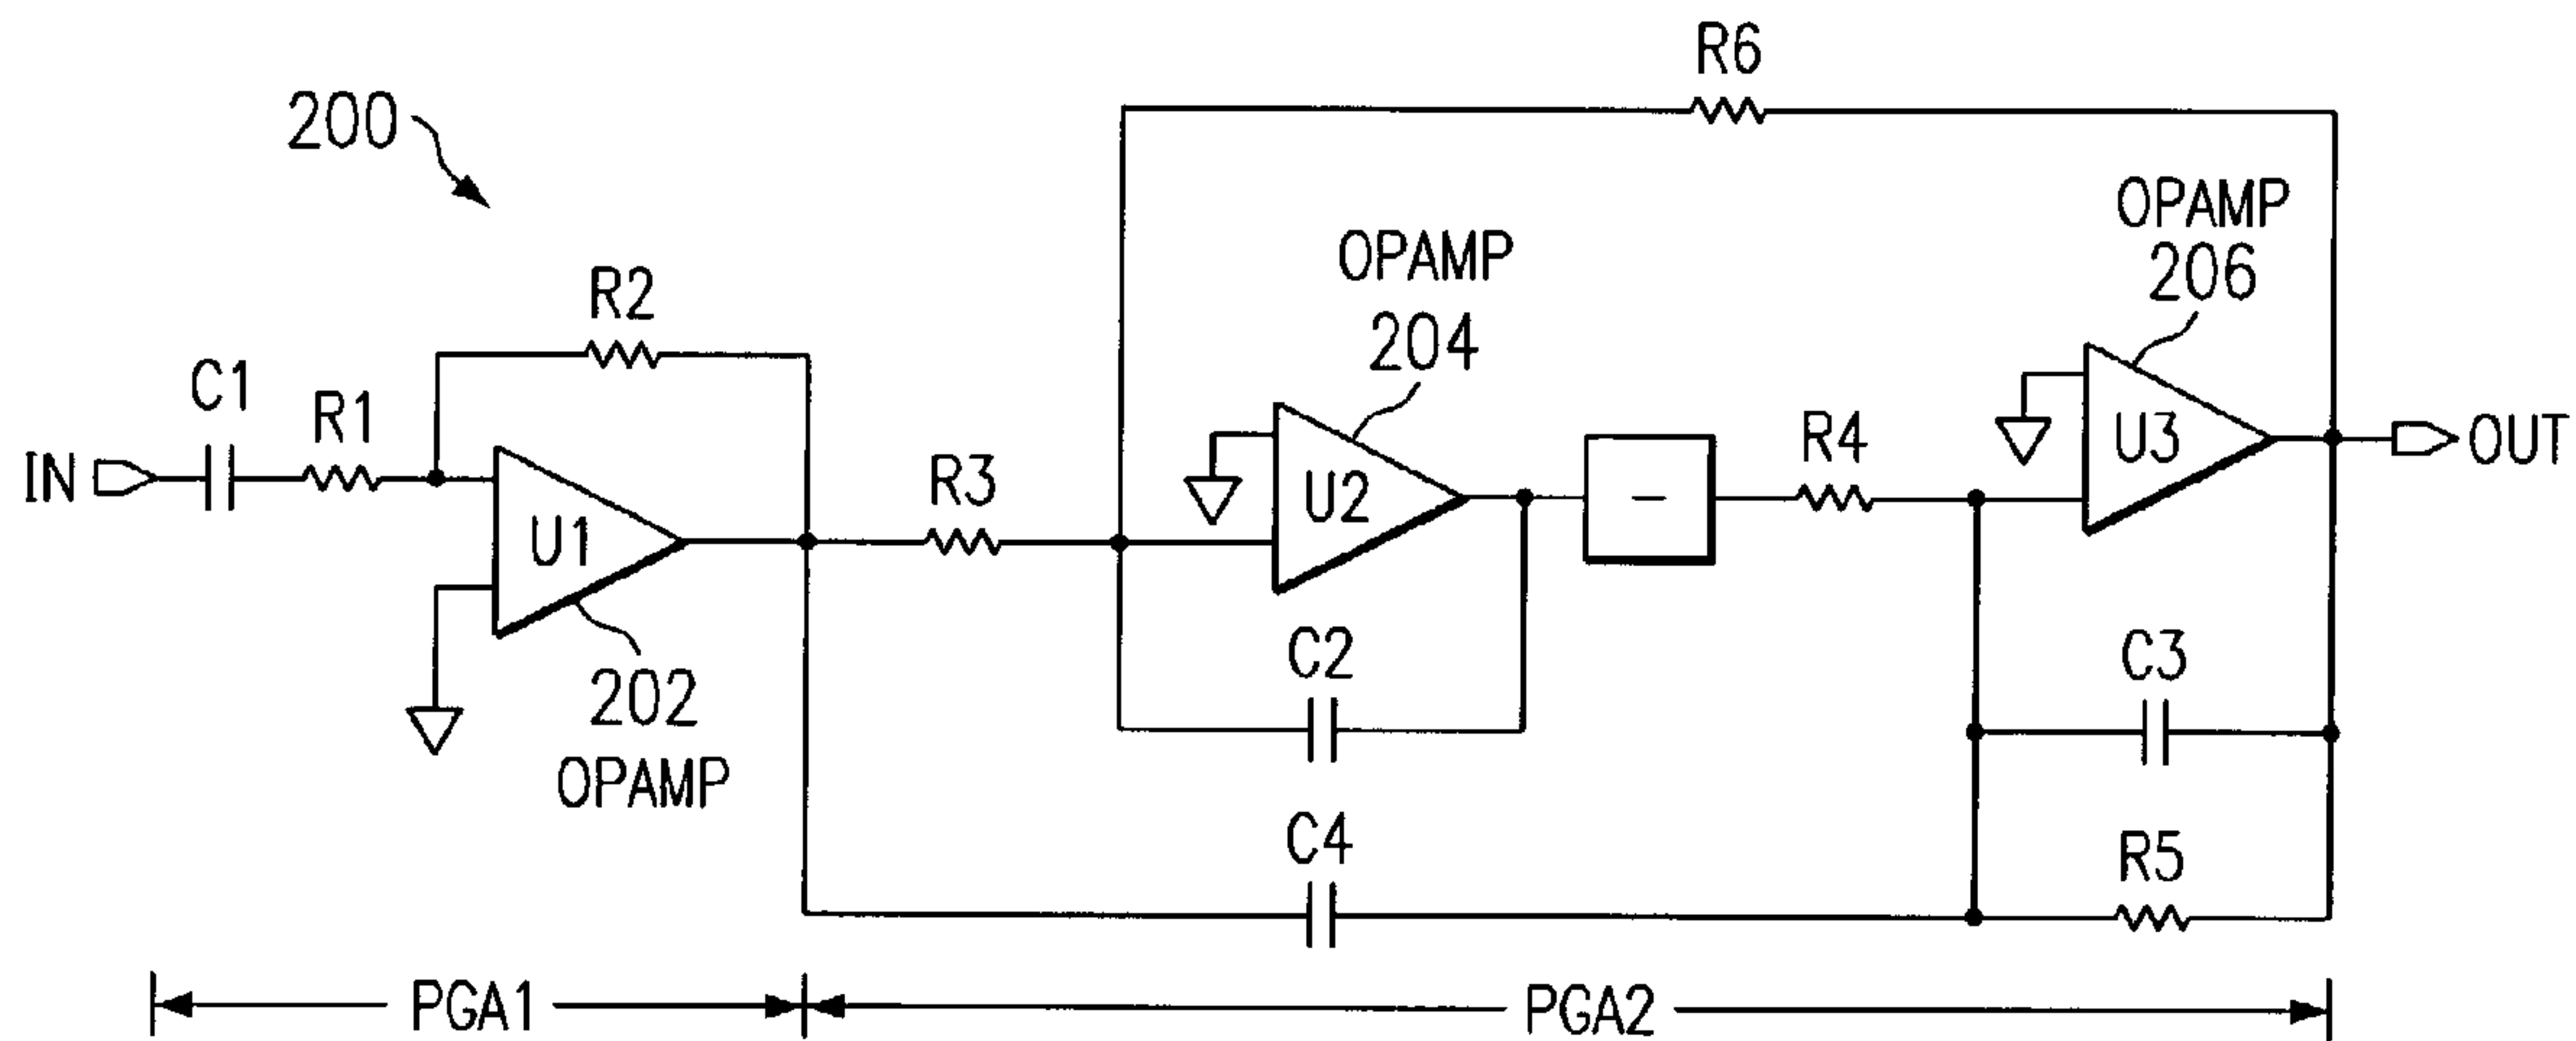 R6
200
OPAMP
206
OPAMP
204
R2
C1
R1
IN
U1
R3
U2
–
R4
U3
OUT
202
OPAMP
C2
C3
C4
R5
PGA1
PGA2